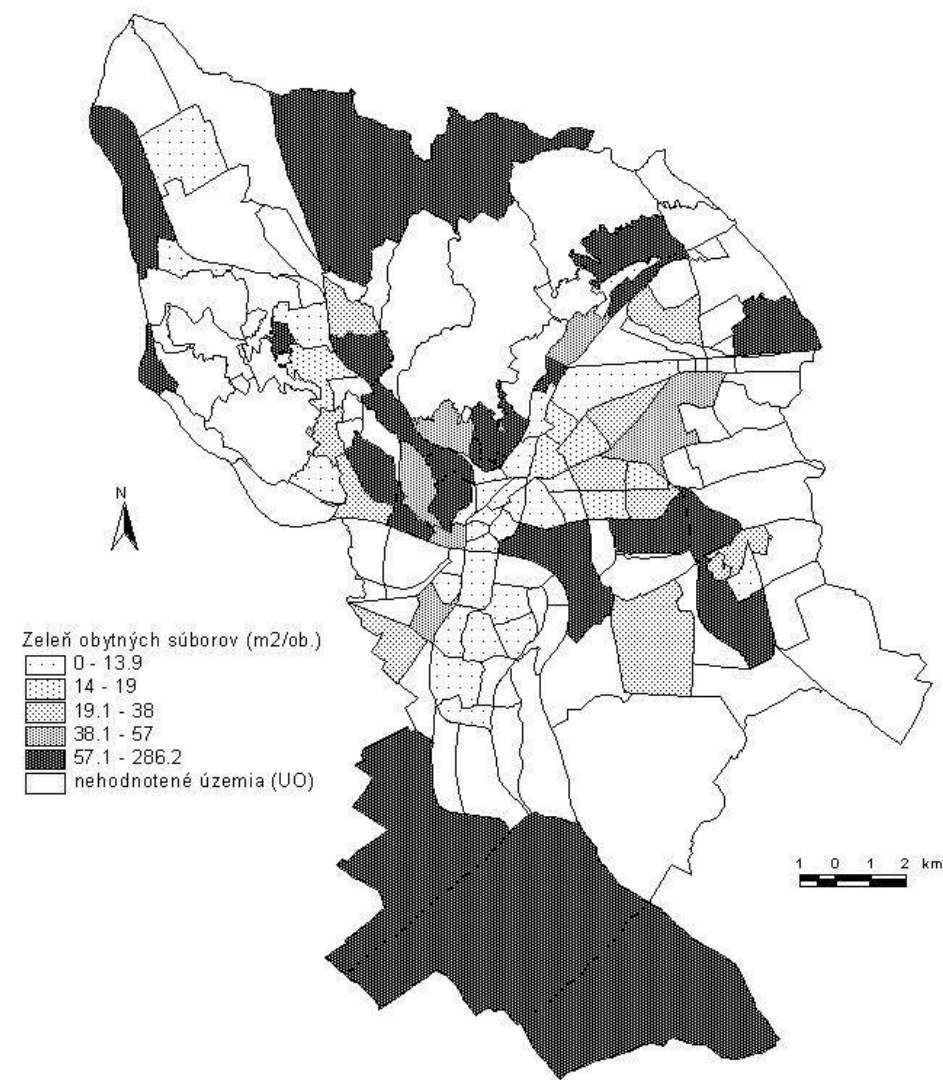 N
Zeleň obytných súborov (m2/ob.)
0 - 13.9
14 - 19
19.1 - 38
38.1 - 57
57.1 - 286.2
nehodnotené územia (UO)
1 0 1 2 km